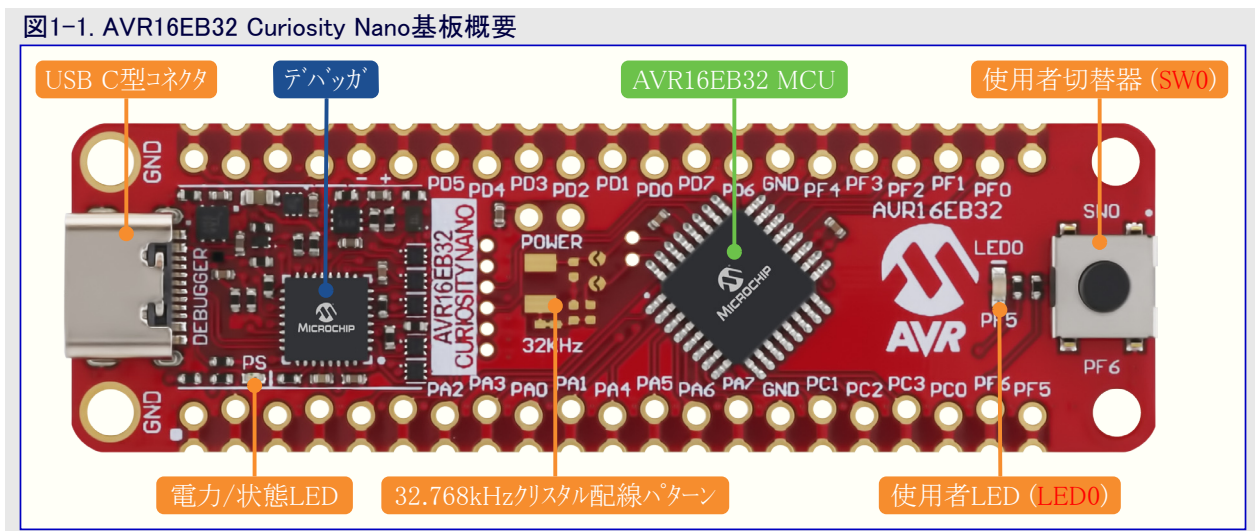 図1-1. AVR16EB32 Curiosity Nano基板概要
USB C型コネクタ
デバッガ
AVR16EB32 MCU
使用者切替器 (SW0)
GND
- +
PD5 PD4 PD3 PD2 PD1 PD0 PD7 PD6 GND PF4 PF3 PF2 PF1 PF0
AVR16EB32
SW0
POWER
LED0
DEBUGGER
AVR16EB32
CURIOSITY NANO
MICROCHIP
MICROCHIP
AVR
PF5
32KHz
PS
PF6
GND
PA2 PA3 PA0 PA1 PA4 PA5 PA6 PA7 GND PC1 PC2 PC3 PC0 PF6 PF5
電力/状態LED
32.768kHzクリスタル配線パターン
使用者LED (LED0)